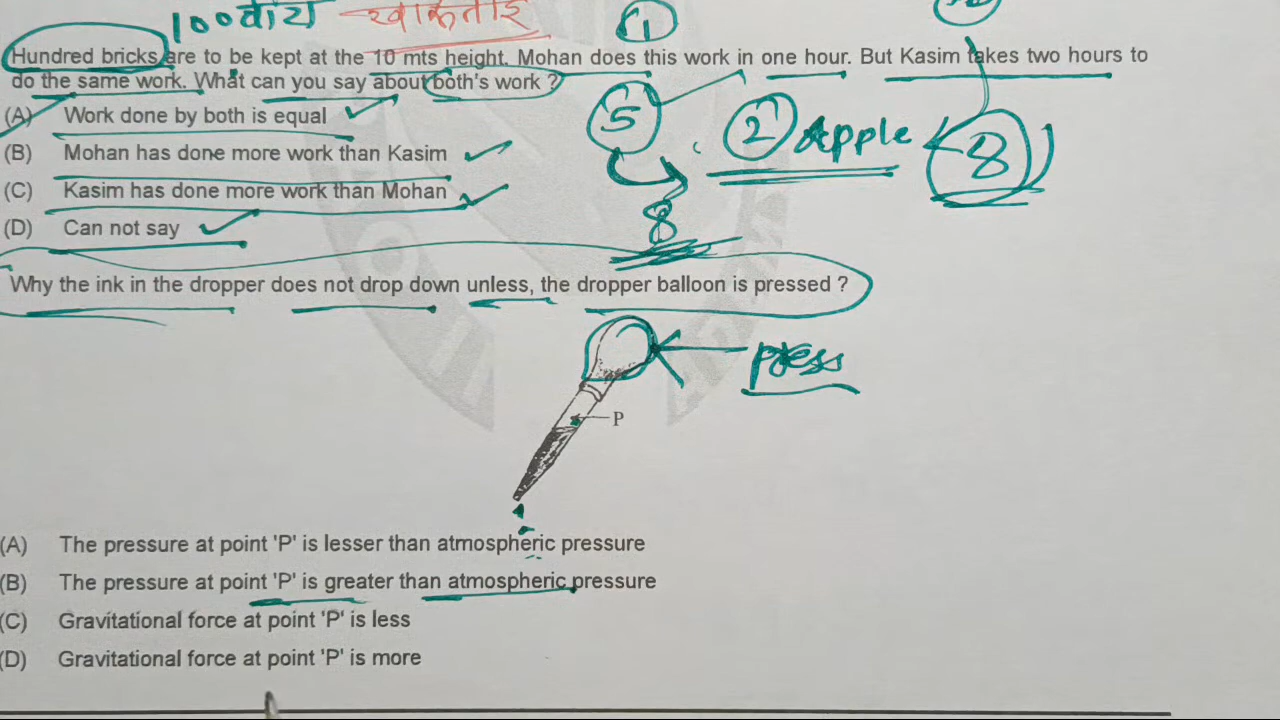 100 वार्य
Hundred bricks are to be kept at the 10 mts height. Mohan does this work in one hour. But Kasim takes two hours to
do the same work. What can you say about both's work ?
(A) Work done by both is equal
5
2 Apple
8
(B) Mohan has done more work than Kasim
(C) Kasim has done more work than Mohan
8
(D) Can not say
Why the ink in the dropper does not drop down unless, the dropper balloon is pressed ?
press
P
(A) The pressure at point 'P' is lesser than atmospheric pressure
(B) The pressure at point 'P' is greater than atmospheric pressure
(C) Gravitational force at point 'P' is less
(D) Gravitational force at point 'P' is more